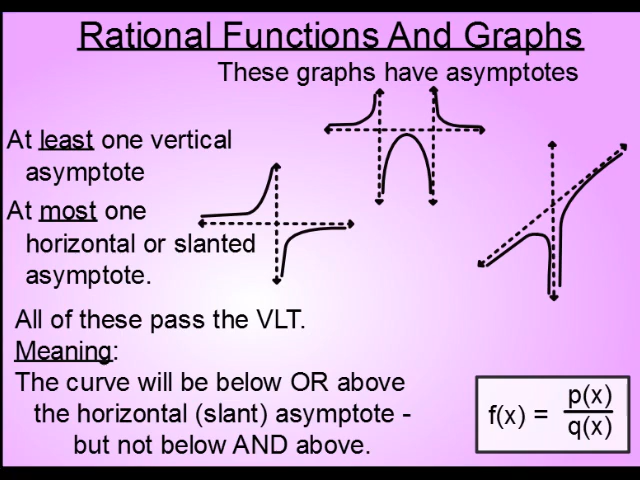 Rational Functions And Graphs
These graphs have asymptotes
At least one vertical
asymptote
At most one
horizontal or slanted
asymptote.
All of these pass the VLT.
Meaning:
The curve will be below OR above
the horizontal (slant) asymptote -
but not below AND above.
f(x) = p(x)
q(x)